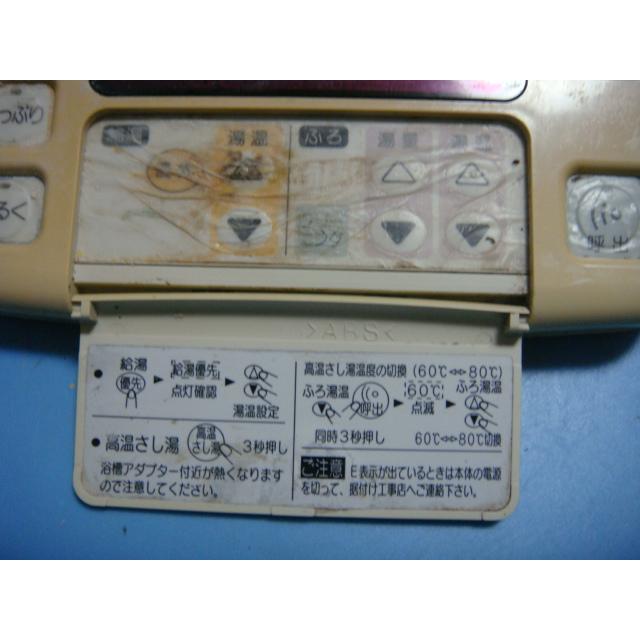 湯温
ふろ
湯量
呼出
>ABS<
給湯
優先
給湯優先
点灯確認
湯温設定
●高温さし湯
高温
さし湯
3秒押し
浴槽アダプター付近が熱くなります
ので注意してください。
高温さし湯温度の切換(60℃⇔80℃)
ふろ湯温
呼出
60℃
点滅
ふろ湯温
同時3秒押し
60℃⇔80℃切換
ご注意 E表示が出ているときは本体の電源
を切って、据付け工事店へご連絡下さい。